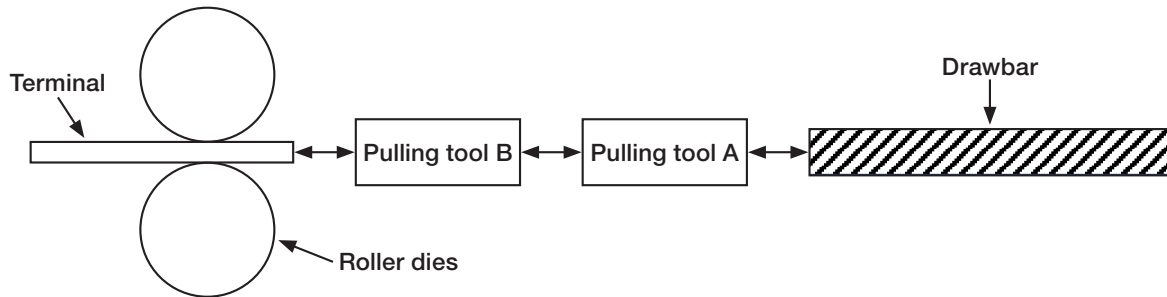 Drawbar
Terminal
Pulling tool B
Pulling tool A
Roller dies